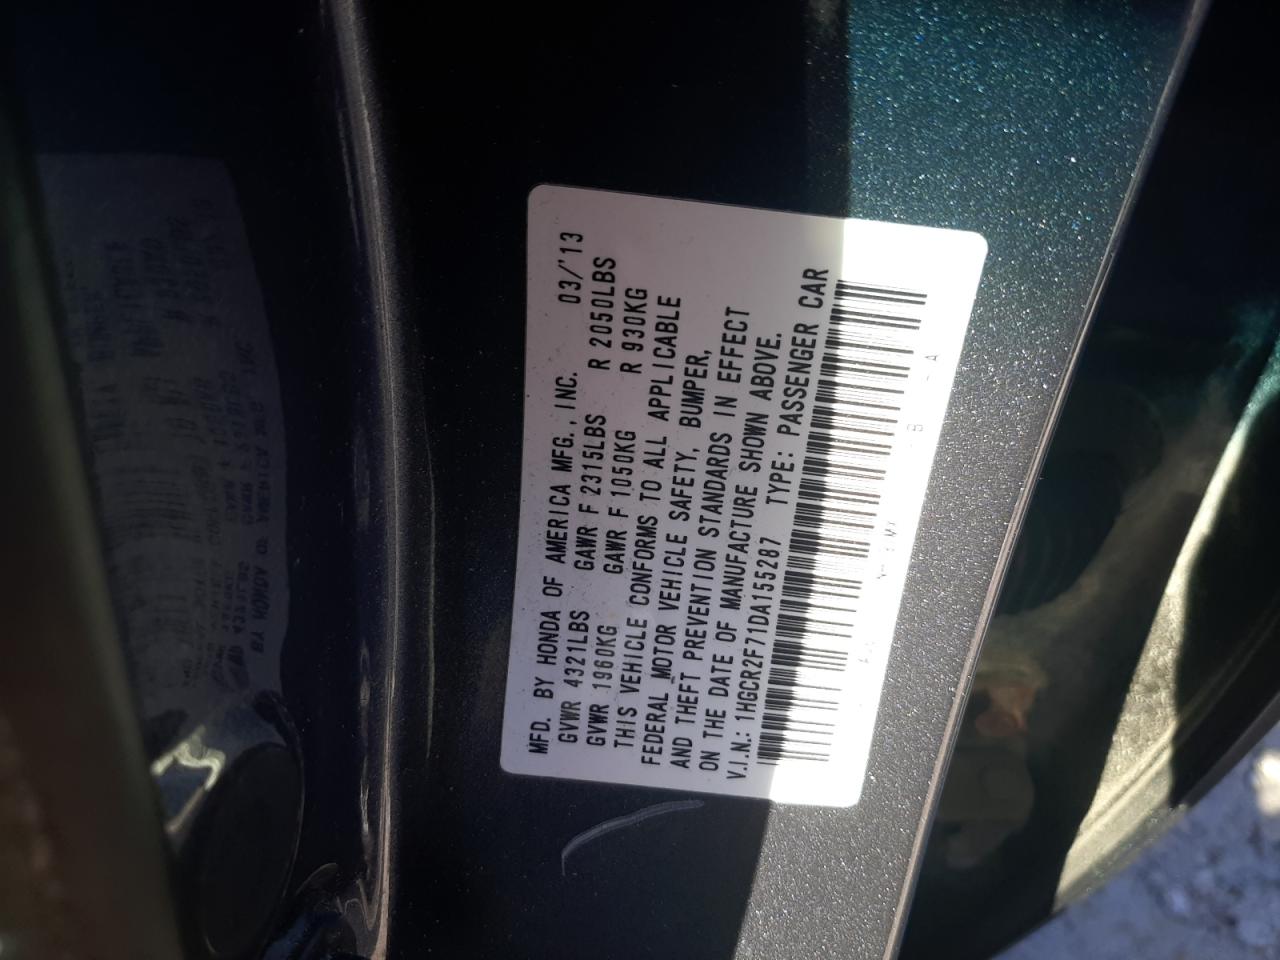 MFD. BY HONDA OF AMERICA MFG., INC. 03/'13
GVWR 4321LBS GAWR F 2315LBS R 2050LBS
GVWR 1960KG GAWR F 1050KG R 930KG
THIS VEHICLE CONFORMS TO ALL APPLICABLE
FEDERAL MOTOR VEHICLE SAFETY, BUMPER,
AND THEFT PREVENTION STANDARDS IN EFFECT
ON THE DATE OF MANUFACTURE SHOWN ABOVE.
V.I.N.: 1HGCR2F71DA155287 TYPE: PASSENGER CAR